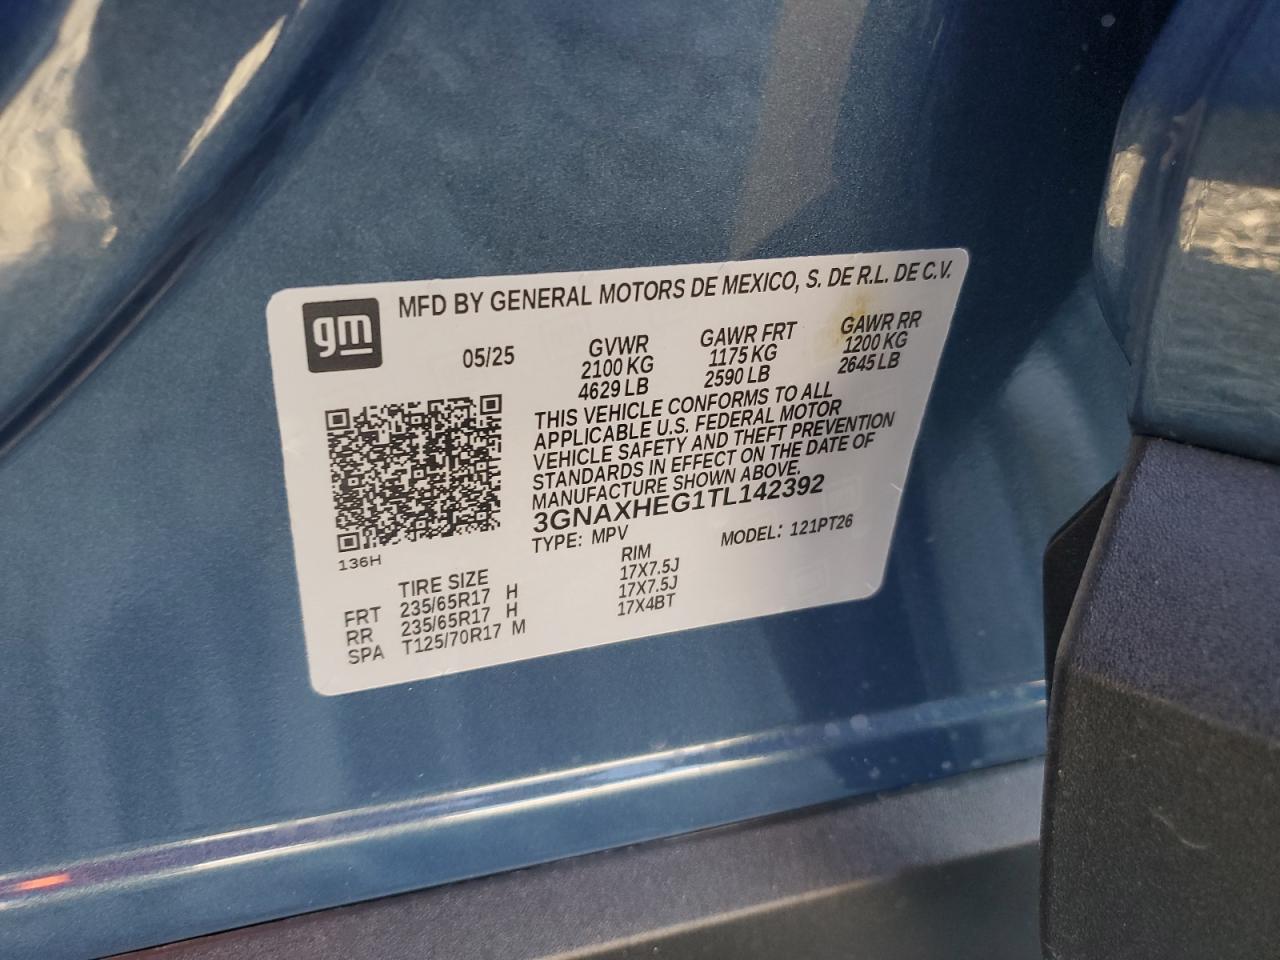 gm
MFD BY GENERAL MOTORS DE MEXICO, S. DE R.L. DE C.V.
05/25 GVWR GAWR FRT GAWR RR
2100 KG 1175 KG 1200 KG
4629 LB 2590 LB 2645 LB
THIS VEHICLE CONFORMS TO ALL
APPLICABLE U.S. FEDERAL MOTOR
VEHICLE SAFETY AND THEFT PREVENTION
STANDARDS IN EFFECT ON THE DATE OF
MANUFACTURE SHOWN ABOVE.
3GNAXHEG1TL142392
TYPE: MPV MODEL: 121PT26
136H
TIRE SIZE RIM
FRT 235/65R17 H 17X7.5J
RR 235/65R17 H 17X7.5J
SPA T125/70R17 M 17X4BT